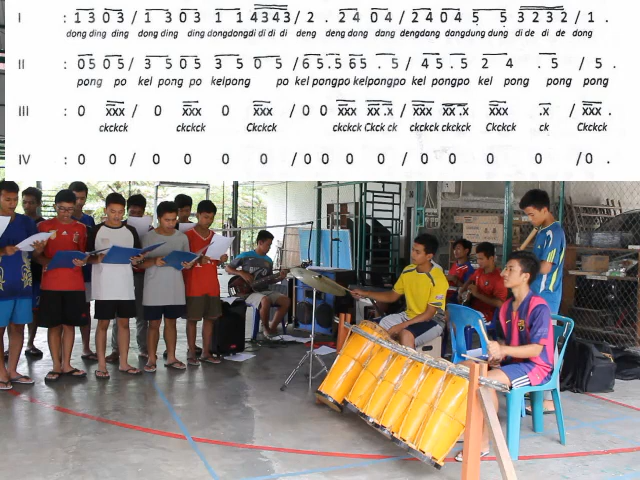 I : 1 3 0 3 / 1 3 0 3 1 1 4 3 4 3 / 2 . 2 4 0 4 / 2 4 0 4 5 5 3 2 3 2 / 1 .
dong ding dong ding ding dongdongdi di di di deng deng dang dang dengdang dangdung dung di de di de dong
II : 0 5 0 5 / 3 5 0 5 3 5 0 5 / 6 5 . 5 6 5 . 5 / 4 5 . 5 2 4 . 5 / 5 .
pong po kel pong po kelpong po kel pongpo kelpongpo kel pongpo kel pong pong pong
III : 0 xxx / 0 xxx 0 xxx / 0 0 xxx xx .x / xxx xx .x xxx .x / xxx .
ckckck ckckck Ckckck ckckck Ckck ck ckckck ckckck Ckckck ck Ckckck
IV : 0 0 / 0 0 0 0 / 0 0 0 0 / 0 0 0 0 / 0 .